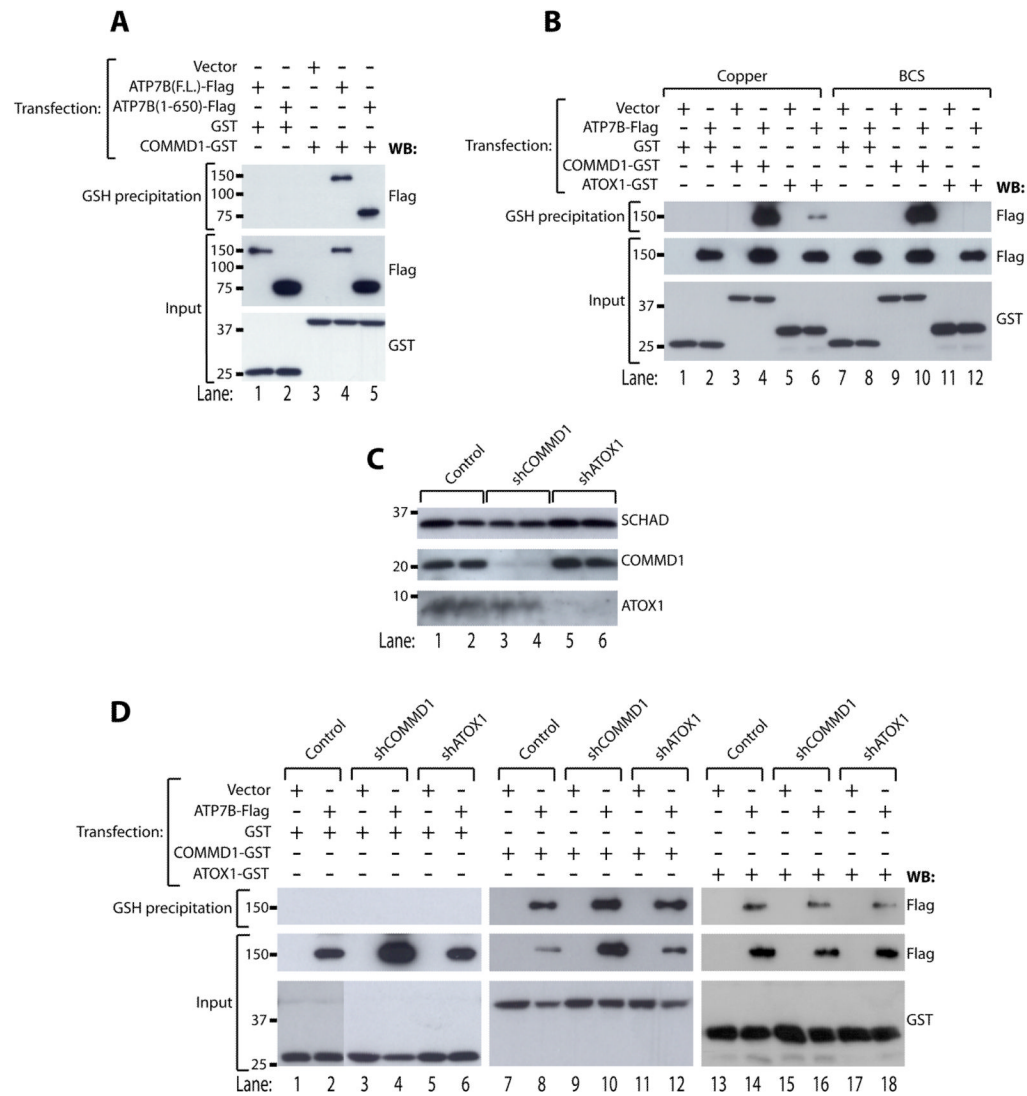 A
Transfection:
Vector - - + - -
ATP7B(F.L.)-Flag + - - + -
ATP7B(1-650)-Flag - + - - +
GST + + - - -
COMMD1-GST - - + + + WB:
GSH precipitation 150 100 75 Flag
Input 150 100 75 Flag
37 25 GST
Lane: 1 2 3 4 5
B
Copper BCS
Transfection:
Vector + - + - + - + - + - + -
ATP7B-Flag - + - + - + - + - + - +
GST + + - - - - + + - - - -
COMMD1-GST - - + + - - - - + + - -
ATOX1-GST - - - - + + - - - - + + WB:
GSH precipitation 150 Flag
Input 150 Flag
37 25 GST
Lane: 1 2 3 4 5 6 7 8 9 10 11 12
C
Control shCOMMD1 shATOX1
37 SCHAD
20 COMMD1
10 ATOX1
Lane: 1 2 3 4 5 6
D
Control shCOMMD1 shATOX1 Control shCOMMD1 shATOX1 Control shCOMMD1 shATOX1
Transfection:
Vector + - + - + - + - + - + - + - + - + -
ATP7B-Flag - + - + - + - + - + - + - + - + - +
GST + + + + + + - - - - - - - - - - - -
COMMD1-GST - - - - - - + + + + + + - - - - - -
ATOX1-GST - - - - - - - - - - - - + + + + + + WB:
GSH precipitation 150 Flag
Input 150 Flag
37 25 GST
Lane: 1 2 3 4 5 6 7 8 9 10 11 12 13 14 15 16 17 18